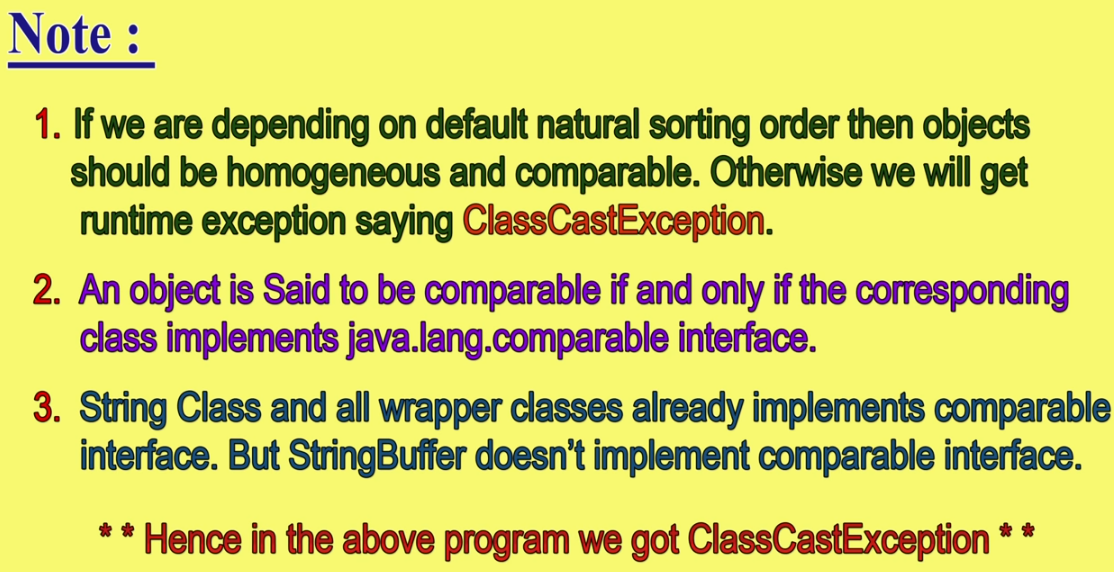 Note :
1. If we are depending on default natural sorting order then objects
should be homogeneous and comparable. Otherwise we will get
runtime exception saying ClassCastException.
2. An object is Said to be comparable if and only if the corresponding
class implements java.lang.comparable interface.
3. String Class and all wrapper classes already implements comparable
interface. But StringBuffer doesn’t implement comparable interface.
* * Hence in the above program we got ClassCastException * *